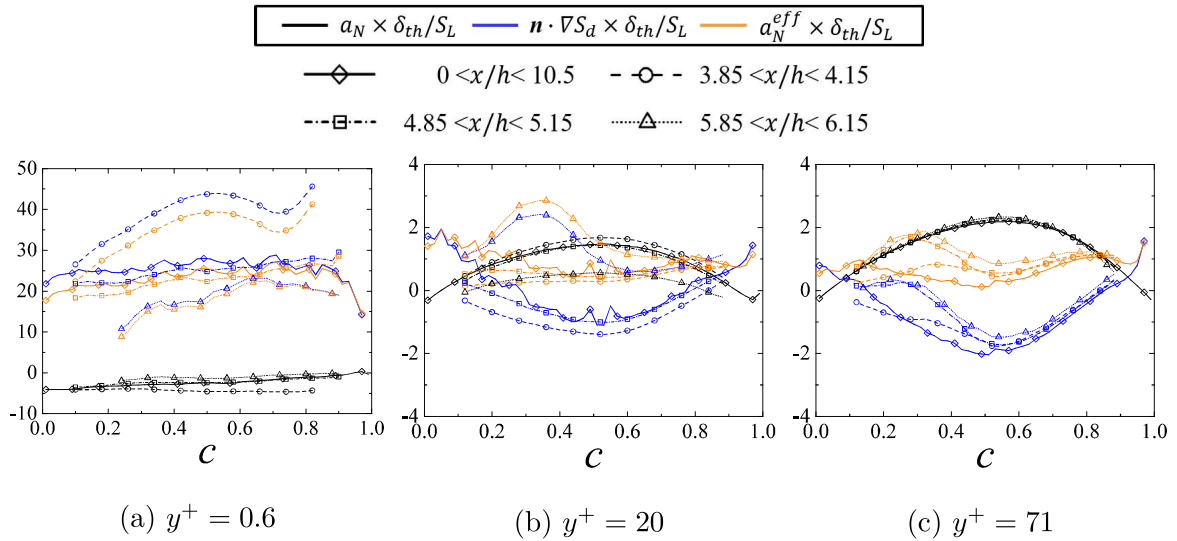 a_N × δ_th/S_L n · ∇S_d × δ_th/S_L a_N^eff × δ_th/S_L
0 <x/h< 10.5 3.85 <x/h< 4.15
4.85 <x/h< 5.15 5.85 <x/h< 6.15
50
40
30
20
10
0
-10
0.0 0.2 0.4 0.6 0.8 1.0
C
(a) y⁺ = 0.6
4
2
0
-2
-4
0.0 0.2 0.4 0.6 0.8 1.0
C
(b) y⁺ = 20
4
2
0
-2
-4
0.0 0.2 0.4 0.6 0.8 1.0
C
(c) y⁺ = 71